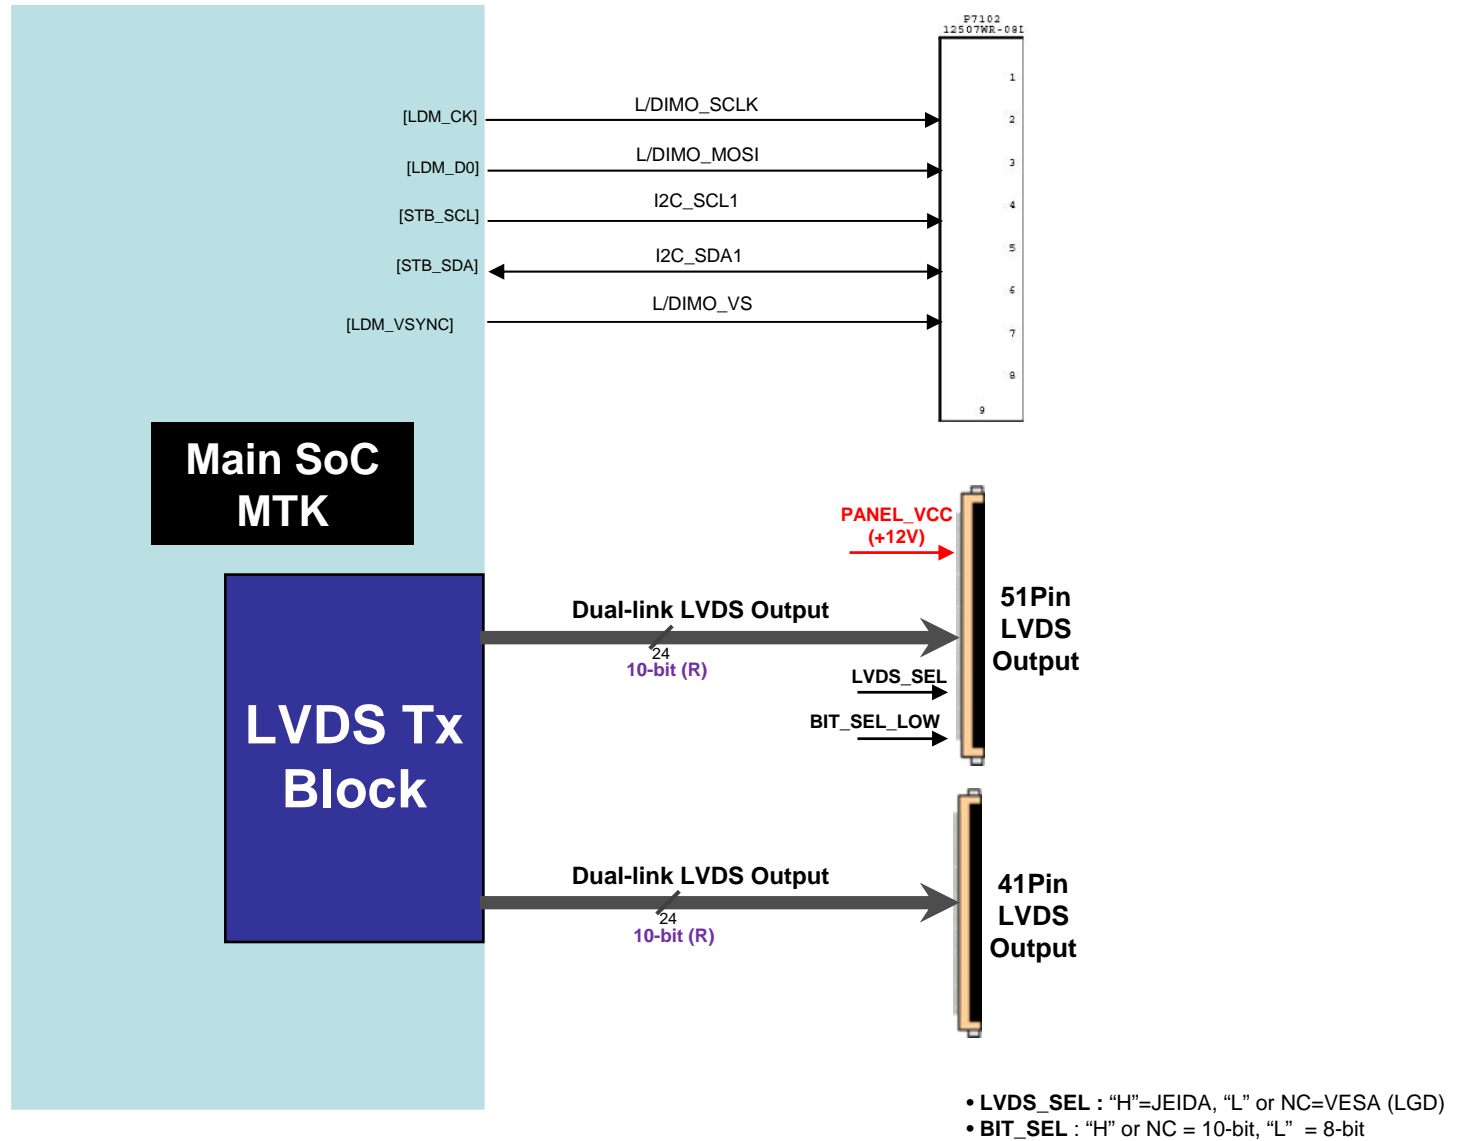 P7102
12507WR-08L
1
[LDM_CK]
L/DIMO_SCLK
2
[LDM_D0]
L/DIMO_MOSI
3
[STB_SCL]
I2C_SCL1
4
[STB_SDA]
I2C_SDA1
5
6
[LDM_VSYNC]
L/DIMO_VS
7
8
9
Main SoC
MTK
PANEL_VCC
(+12V)
Dual-link LVDS Output
24
10-bit (R)
51Pin
LVDS
Output
LVDS_SEL
BIT_SEL_LOW
LVDS Tx
Block
Dual-link LVDS Output
24
10-bit (R)
41Pin
LVDS
Output
• LVDS_SEL : “H”=JEIDA, “L” or NC=VESA (LGD)
• BIT_SEL : “H” or NC = 10-bit, “L” = 8-bit